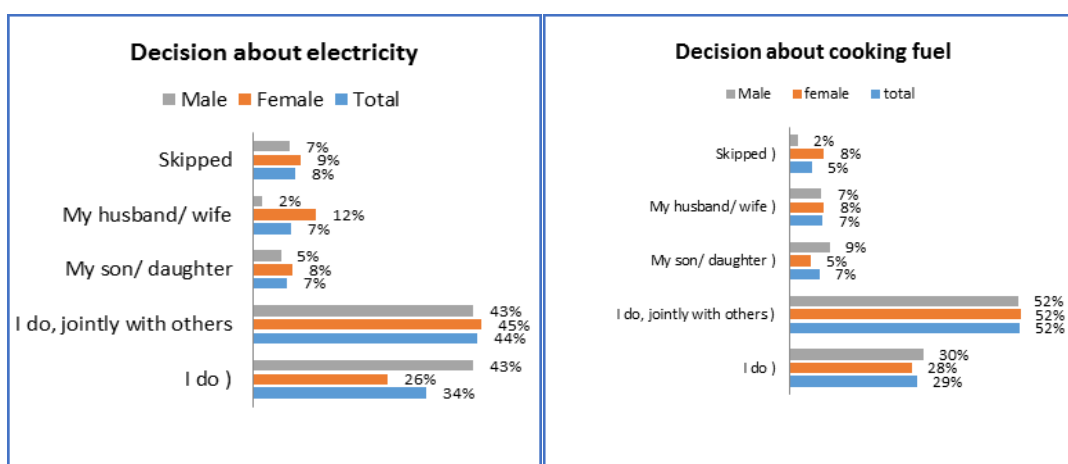 Decision about electricity
Male Female Total
Skipped
7%
9%
8%
My husband/ wife
2%
12%
7%
My son/ daughter
5%
8%
7%
I do, jointly with others
43%
45%
44%
I do )
43%
26%
34%
Decision about cooking fuel
Male female total
Skipped )
2%
8%
5%
My husband/ wife )
7%
8%
7%
My son/ daughter )
9%
5%
7%
I do, jointly with others )
52%
52%
52%
I do )
30%
28%
29%